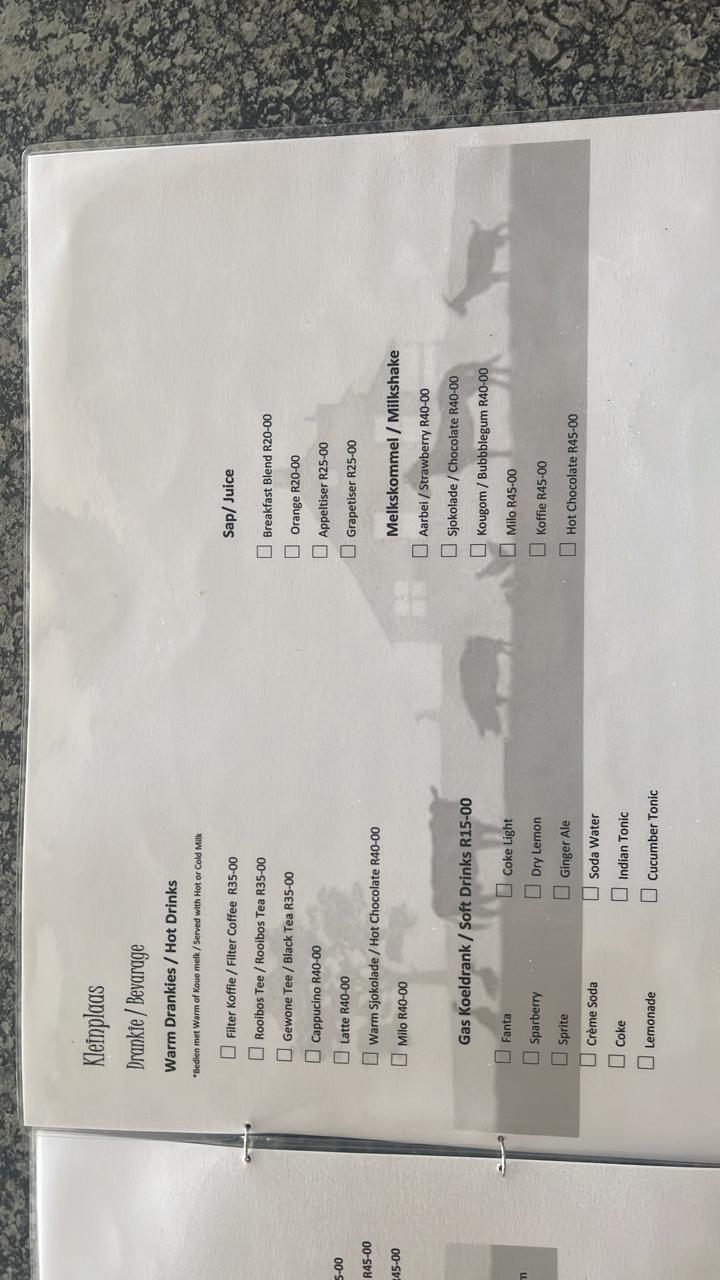 Kleinplaas
Drankte / Bevarage
Warm Drankies / Hot Drinks
*Bedien met Warm of Koue melk / Served with Hot or Cold Milk
Filter Koffie / Filter Coffee R35-00
Rooibos Tee / Rooibos Tea R35-00
Gewone Tee / Black Tea R35-00
Cappucino R40-00
Latte R40-00
Warm Sjokolade / Hot Chocolate R40-00
Milo R40-00
Gas Koeldrank / Soft Drinks R15-00
Fanta
Sparberry
Sprite
Crème Soda
Coke
Lemonade
Coke Light
Dry Lemon
Ginger Ale
Soda Water
Indian Tonic
Cucumber Tonic
Sap/ Juice
Breakfast Blend R20-00
Orange R20-00
Appeltiser R25-00
Grapetiser R25-00
Melkskommel / Milkshake
Aarbei / Strawberry R40-00
Sjokolade / Chocolate R40-00
Kougom / Bubbblegum R40-00
Milo R45-00
Koffie R45-00
Hot Chocolate R45-00
5-00
R45-00
45-00